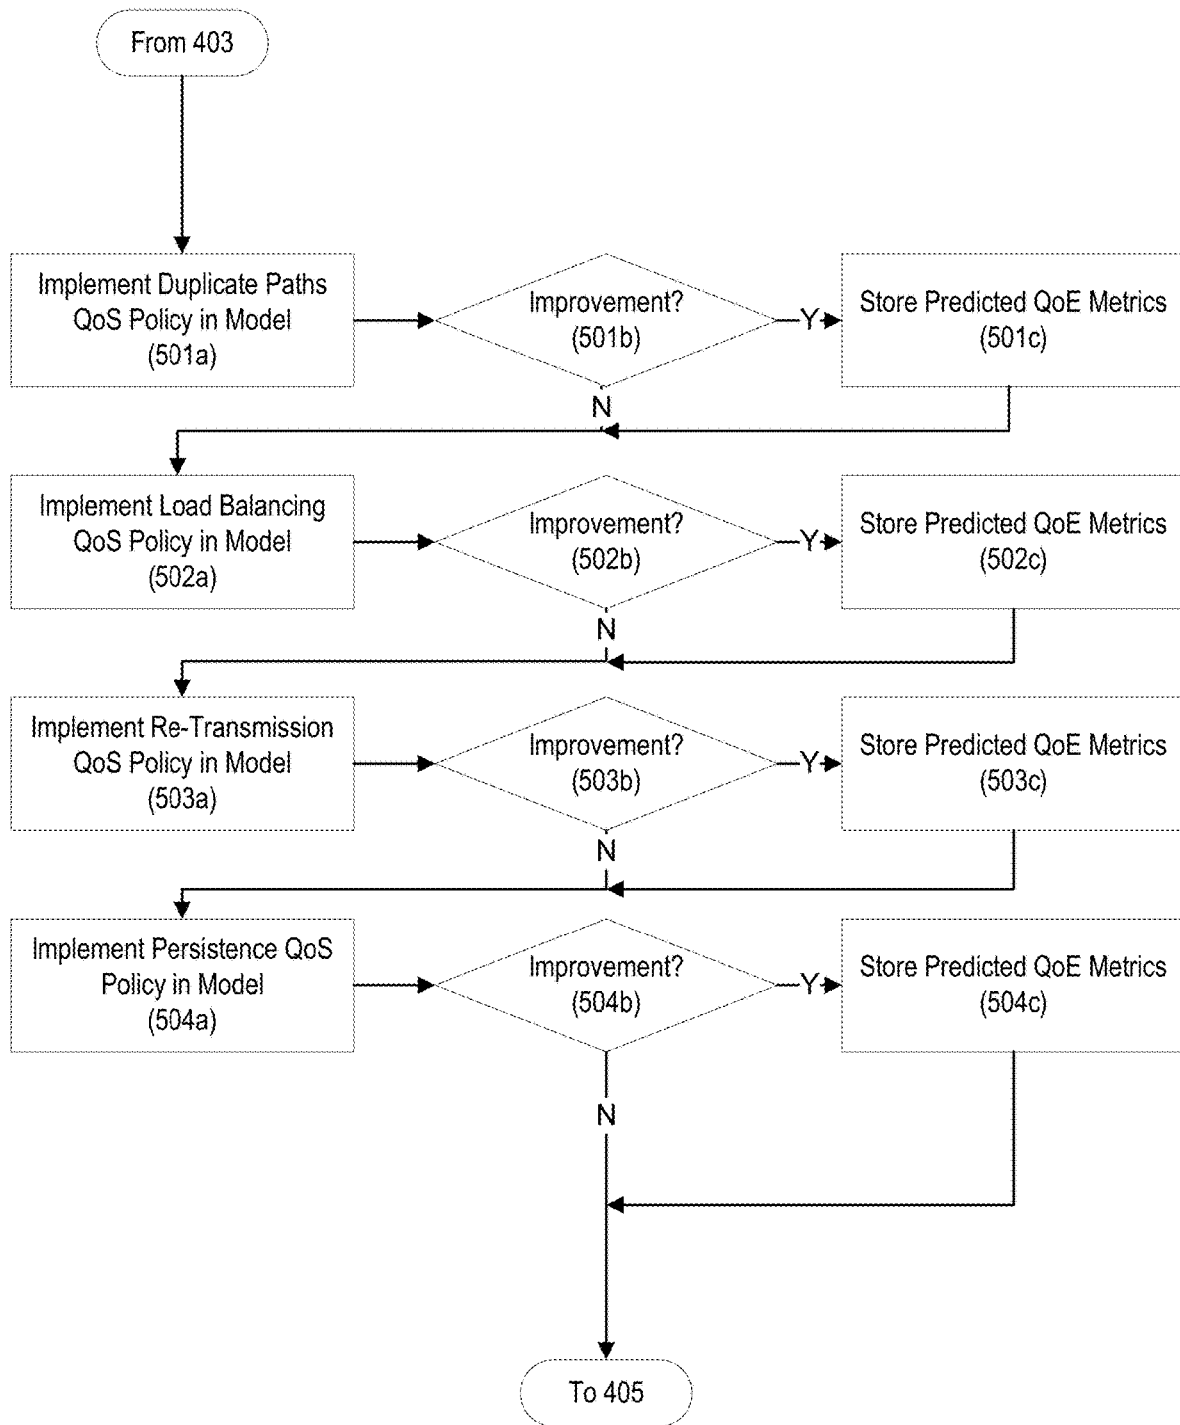 From 403
Implement Duplicate Paths
QoS Policy in Model
(501a)
Improvement?
(501b)
Y
Store Predicted QoE Metrics
(501c)
N
Implement Load Balancing
QoS Policy in Model
(502a)
Improvement?
(502b)
Y
Store Predicted QoE Metrics
(502c)
N
Implement Re-Transmission
QoS Policy in Model
(503a)
Improvement?
(503b)
Y
Store Predicted QoE Metrics
(503c)
N
Implement Persistence QoS
Policy in Model
(504a)
Improvement?
(504b)
Y
Store Predicted QoE Metrics
(504c)
N
To 405